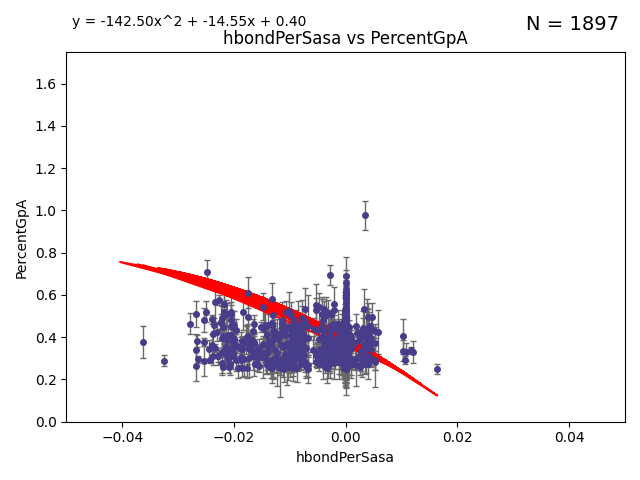 y = -142.50x^2 + -14.55x + 0.40
N = 1897
hbondPerSasa vs PercentGpA
1.6
1.4
1.2
1.0
0.8
0.6
0.4
0.2
0.0
PercentGpA
−0.04
−0.02
0.00
0.02
0.04
hbondPerSasa